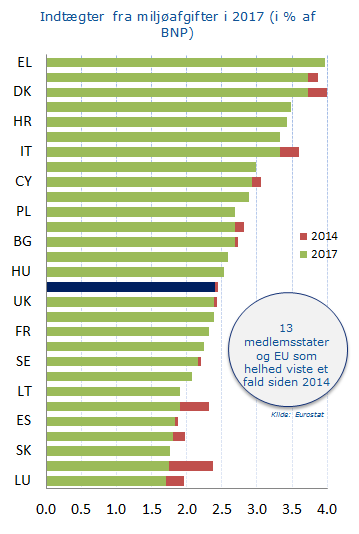 Indtægter fra miljøafgifter i 2017 (i % af
BNP)
EL
DK
HR
IT
CY
PL
BG
HU
UK
FR
SE
LT
ES
SK
LU
2014
2017
13
medlemsstater
og EU som
helhed viste et
fald siden 2014
Kilde: Eurostat
0.0 0.5 1.0 1.5 2.0 2.5 3.0 3.5 4.0